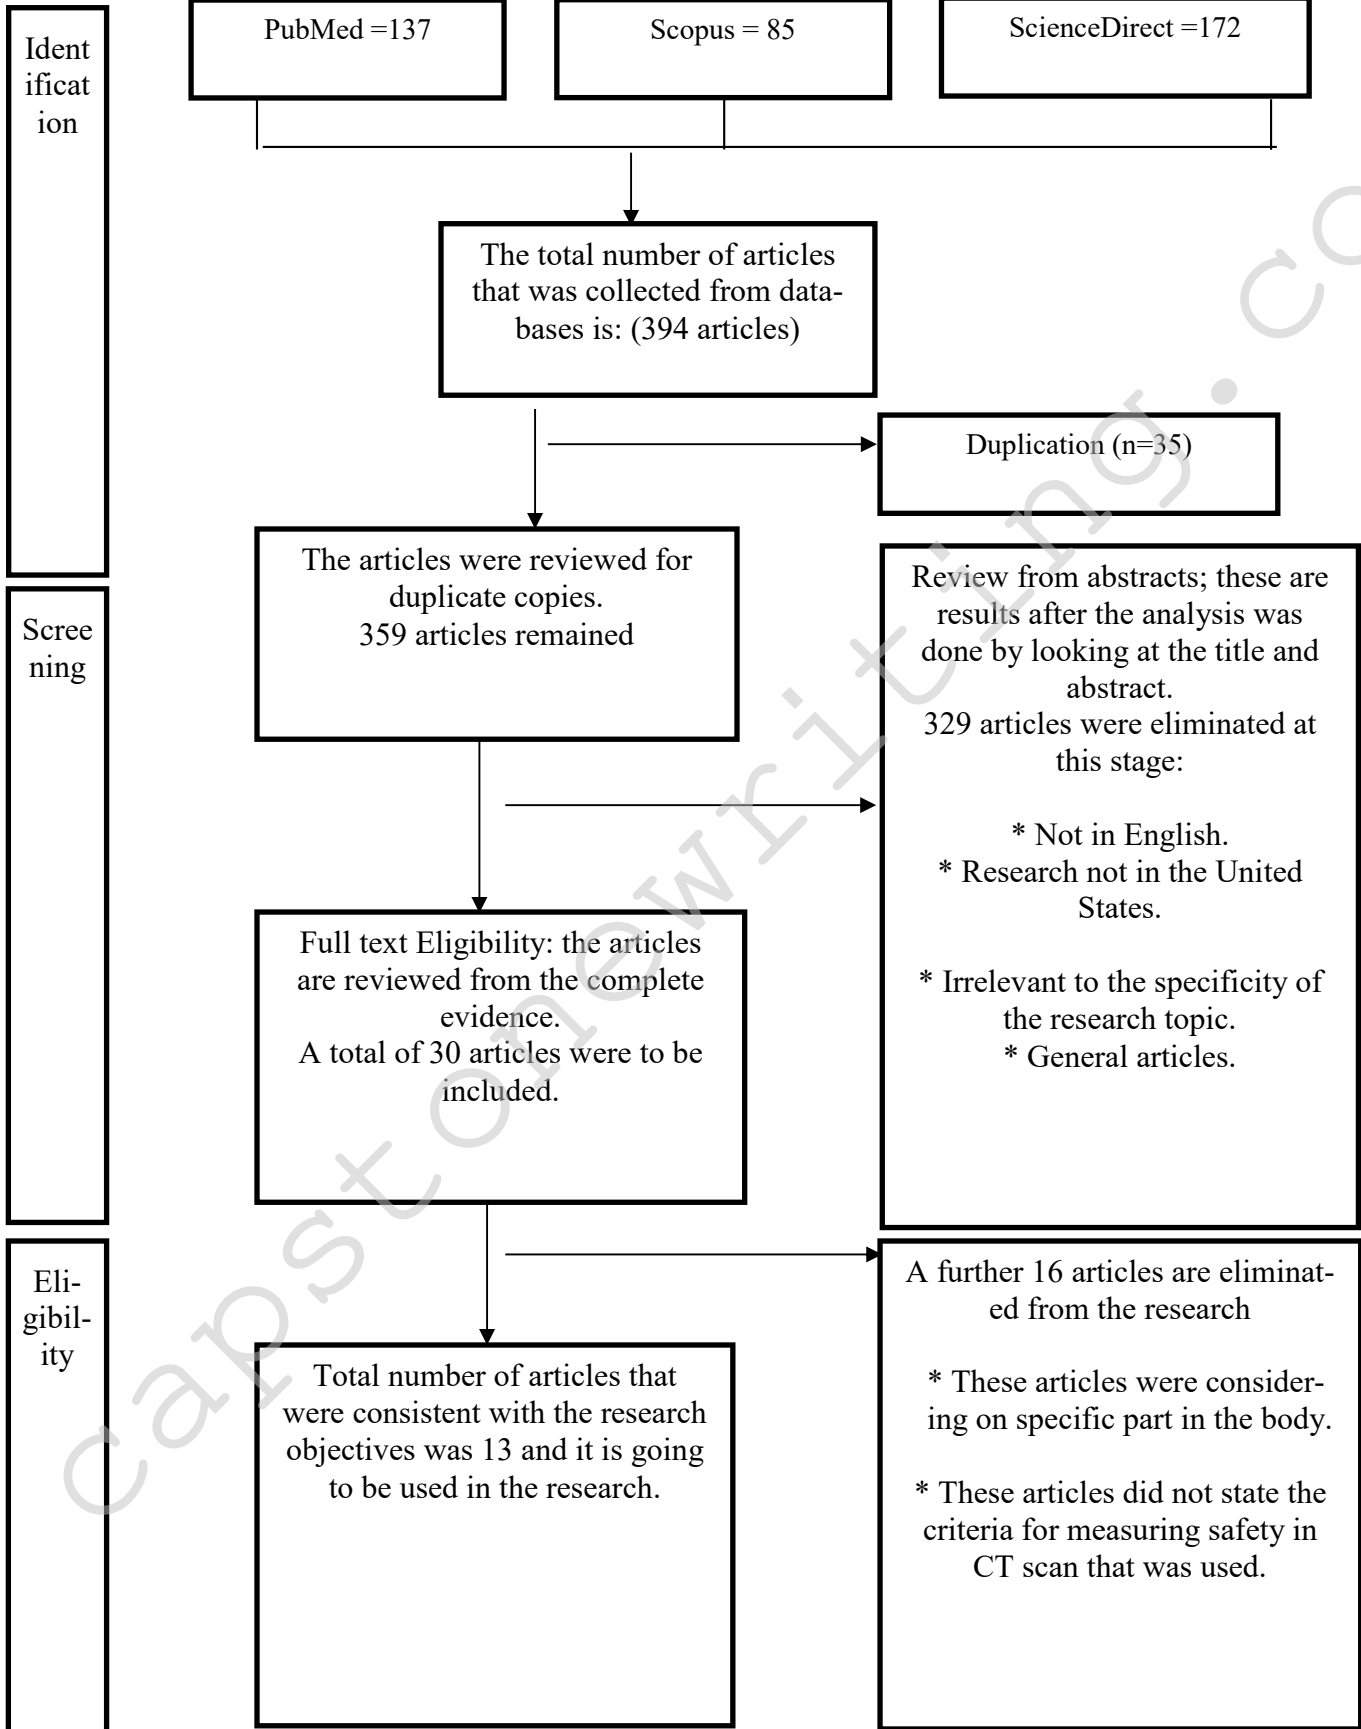 Ident
ificat
ion
PubMed =137
Scopus = 85
ScienceDirect =172
The total number of articles
that was collected from data-
bases is: (394 articles)
Duplication (n=35)
The articles were reviewed for
duplicate copies.
359 articles remained
Scree
ning
Review from abstracts; these are
results after the analysis was
done by looking at the title and
abstract.
329 articles were eliminated at
this stage:
* Not in English.
* Research not in the United
States.
* Irrelevant to the specificity of
the research topic.
* General articles.
Full text Eligibility: the articles
are reviewed from the complete
evidence.
A total of 30 articles were to be
included.
Eli-
gibil-
ity
A further 16 articles are eliminat-
ed from the research
* These articles were consider-
ing on specific part in the body.
* These articles did not state the
criteria for measuring safety in
CT scan that was used.
Total number of articles that
were consistent with the research
objectives was 13 and it is going
to be used in the research.
capstonewriting.co